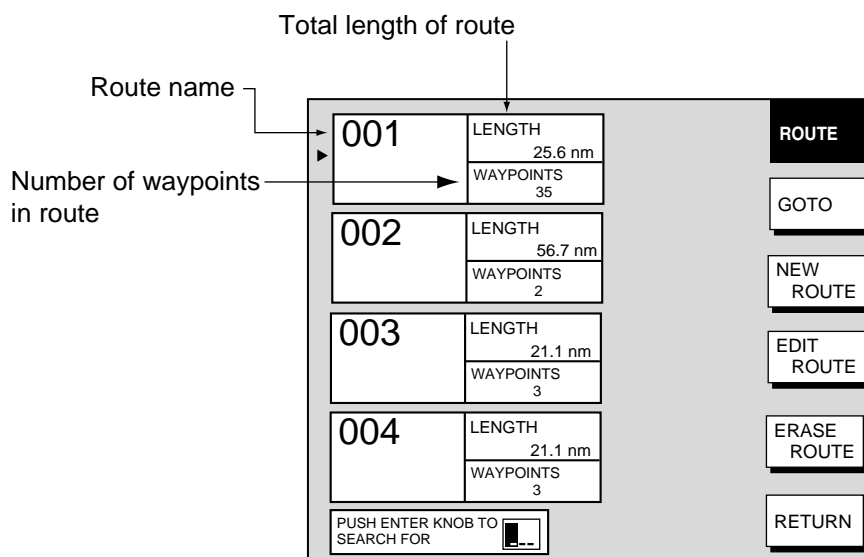 Total length of route
Route name
Number of waypoints
in route
001
LENGTH
25.6 nm
WAYPOINTS
35
002
LENGTH
56.7 nm
WAYPOINTS
2
003
LENGTH
21.1 nm
WAYPOINTS
3
004
LENGTH
21.1 nm
WAYPOINTS
3
PUSH ENTER KNOB TO
SEARCH FOR
_--
ROUTE
GOTO
NEW
ROUTE
EDIT
ROUTE
ERASE
ROUTE
RETURN